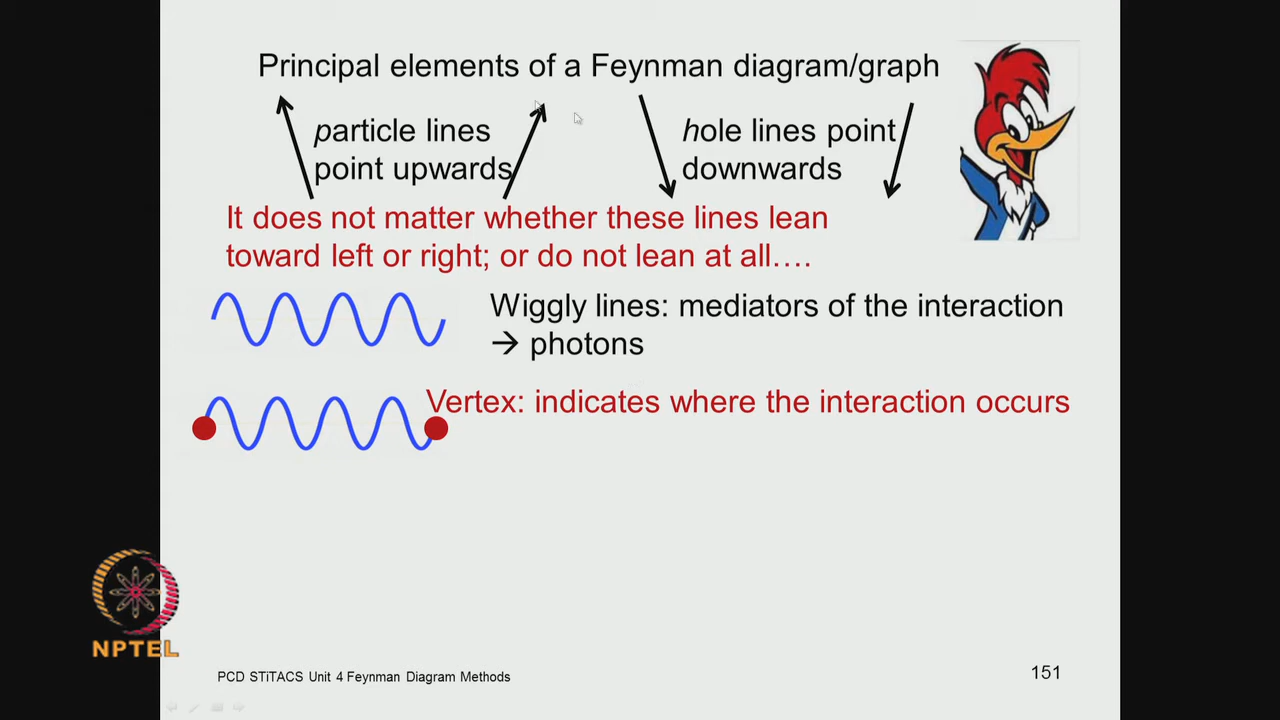 Principal elements of a Feynman diagram/graph
particle lines
point upwards
hole lines point
downwards
It does not matter whether these lines lean
toward left or right; or do not lean at all….
Wiggly lines: mediators of the interaction
→ photons
Vertex: indicates where the interaction occurs
NPTEL
PCD STiTACS Unit 4 Feynman Diagram Methods
151